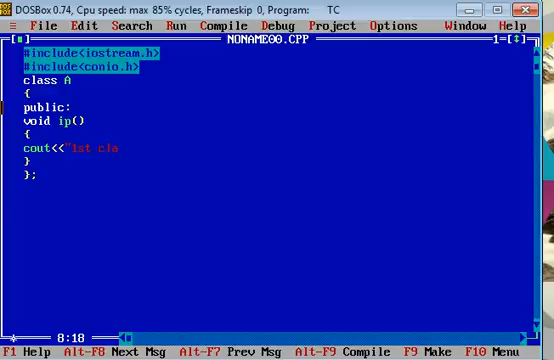 DOSBox 0.74, Cpu speed: max 85% cycles, Frameskip 0, Program: TC
≡ File Edit Search Run Compile Debug Project Options Window Help
[■] NONAME00.CPP 1=[↕]
#include<iostream.h>
#include<conio.h>
class A
{
public:
void ip()
{
cout<<"1st cla
}
};
* 8:18
F1 Help Alt-F8 Next Msg Alt-F7 Prev Msg Alt-F9 Compile F9 Make F10 Menu